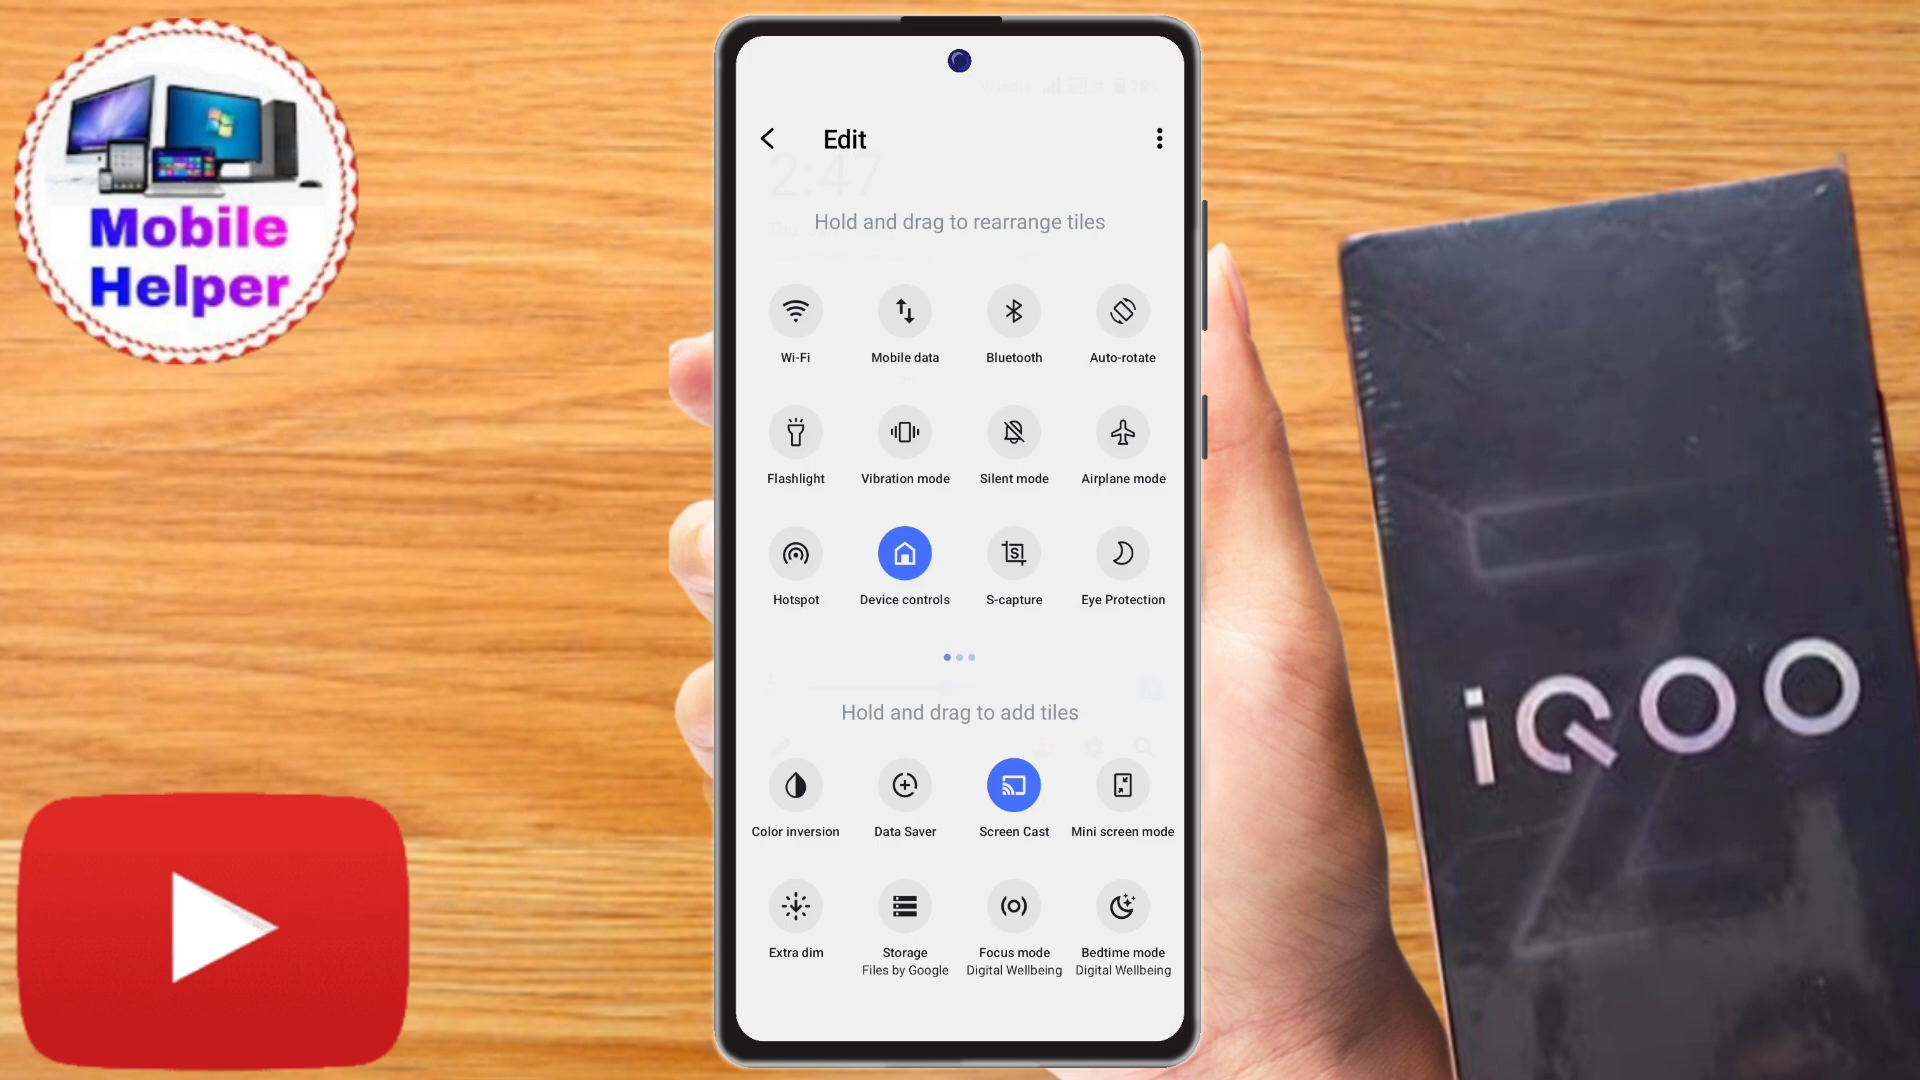 Mobile
Helper
Edit
2:47
Hold and drag to rearrange tiles
Wi-Fi
Mobile data
Bluetooth
Auto-rotate
Flashlight
Vibration mode
Silent mode
Airplane mode
Hotspot
Device controls
S-capture
Eye Protection
Hold and drag to add tiles
Color inversion
Data Saver
Screen Cast
Mini screen mode
Extra dim
Storage
Files by Google
Focus mode
Digital Wellbeing
Bedtime mode
Digital Wellbeing
iQOO